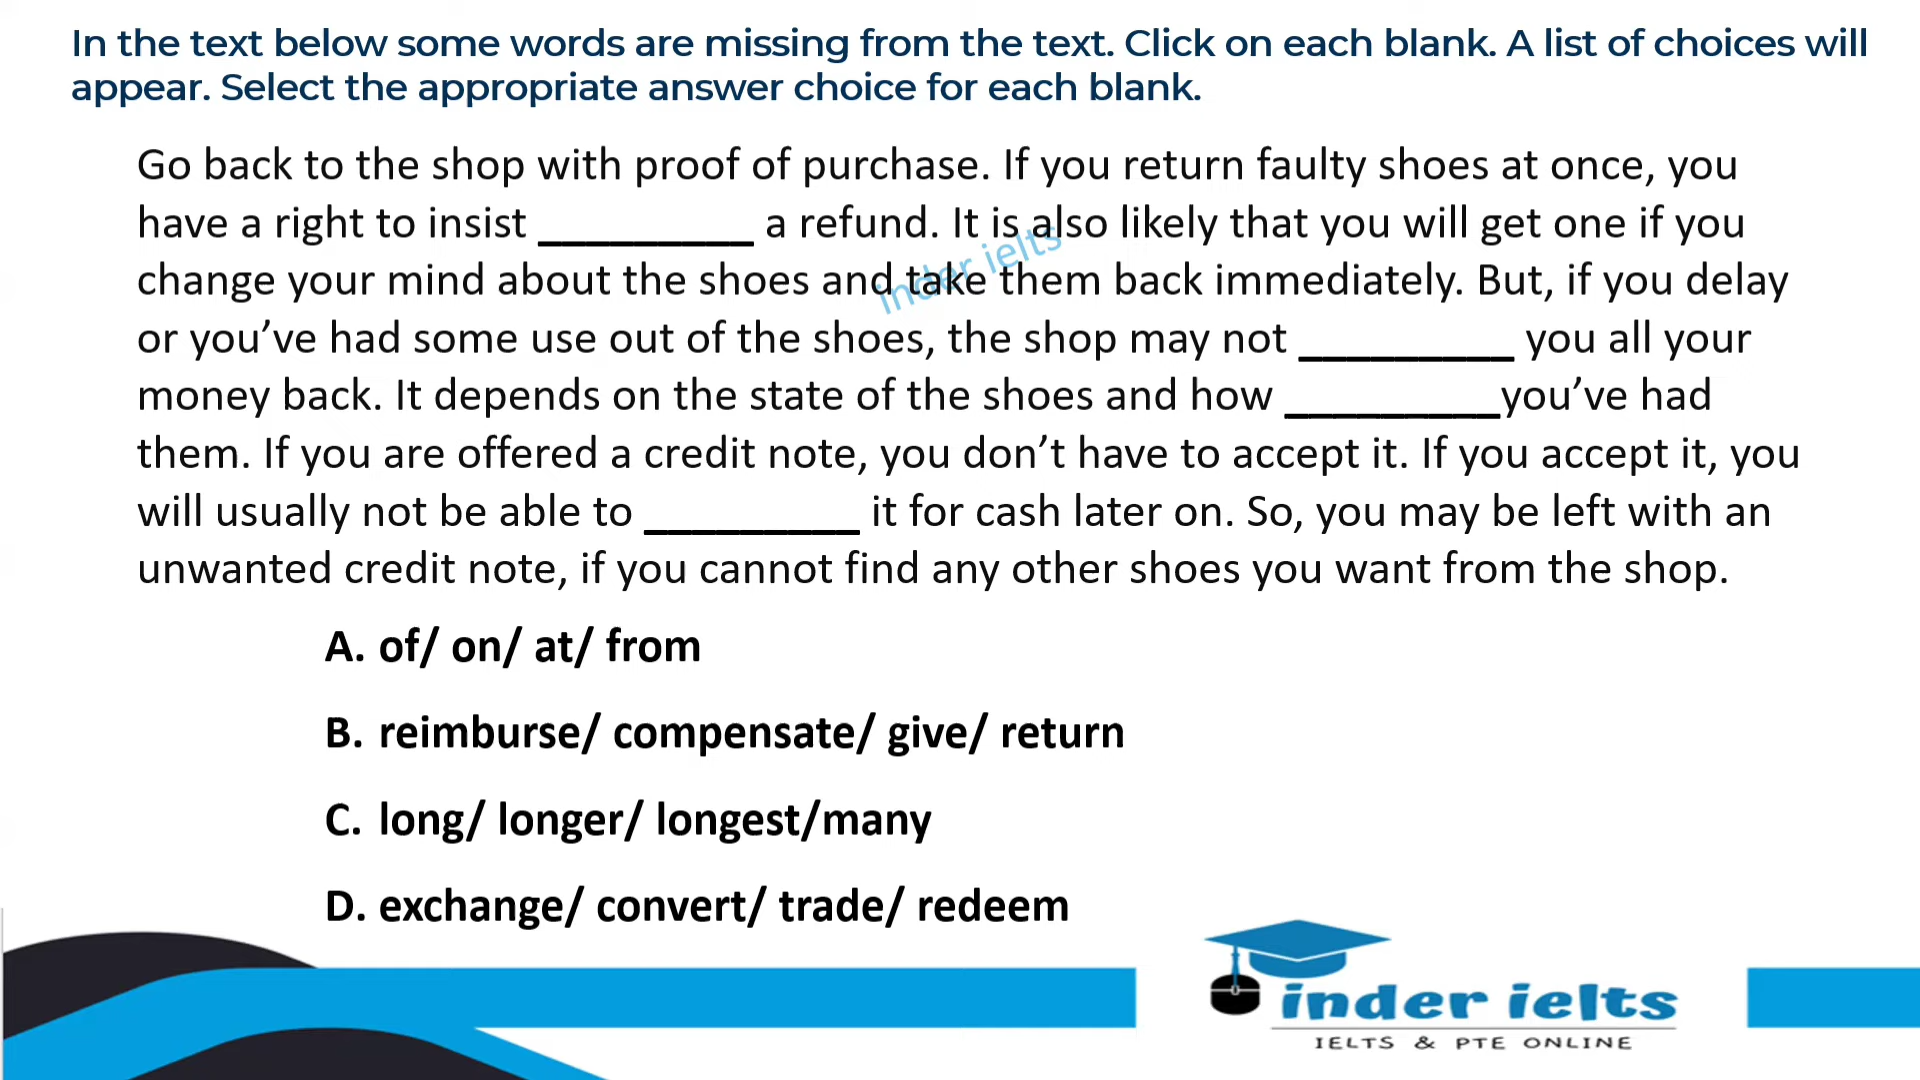 In the text below some words are missing from the text. Click on each blank. A list of choices will
appear. Select the appropriate answer choice for each blank.
Go back to the shop with proof of purchase. If you return faulty shoes at once, you
have a right to insist _________ a refund. It is also likely that you will get one if you
change your mind about the shoes and take them back immediately. But, if you delay
or you’ve had some use out of the shoes, the shop may not _________ you all your
money back. It depends on the state of the shoes and how _________you’ve had
them. If you are offered a credit note, you don’t have to accept it. If you accept it, you
will usually not be able to _________ it for cash later on. So, you may be left with an
unwanted credit note, if you cannot find any other shoes you want from the shop.
inder ielts
A. of/ on/ at/ from
B. reimburse/ compensate/ give/ return
C. long/ longer/ longest/many
D. exchange/ convert/ trade/ redeem
inder ielts
IELTS & PTE ONLINE